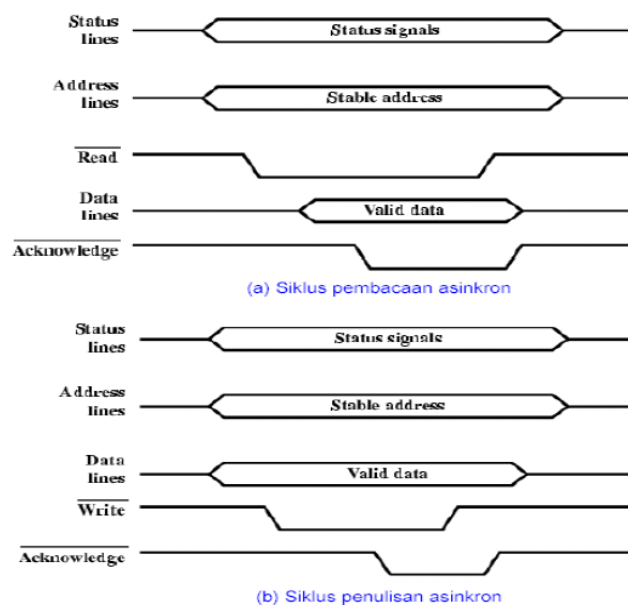 Status lines
Status signals
Address lines
Stable address
Read
Data lines
Valid data
Acknowledge
(a) Siklus pembacaan asinkron
Status lines
Status signals
Address lines
Stable address
Data lines
Valid data
Write
Acknowledge
(b) Siklus penulisan asinkron